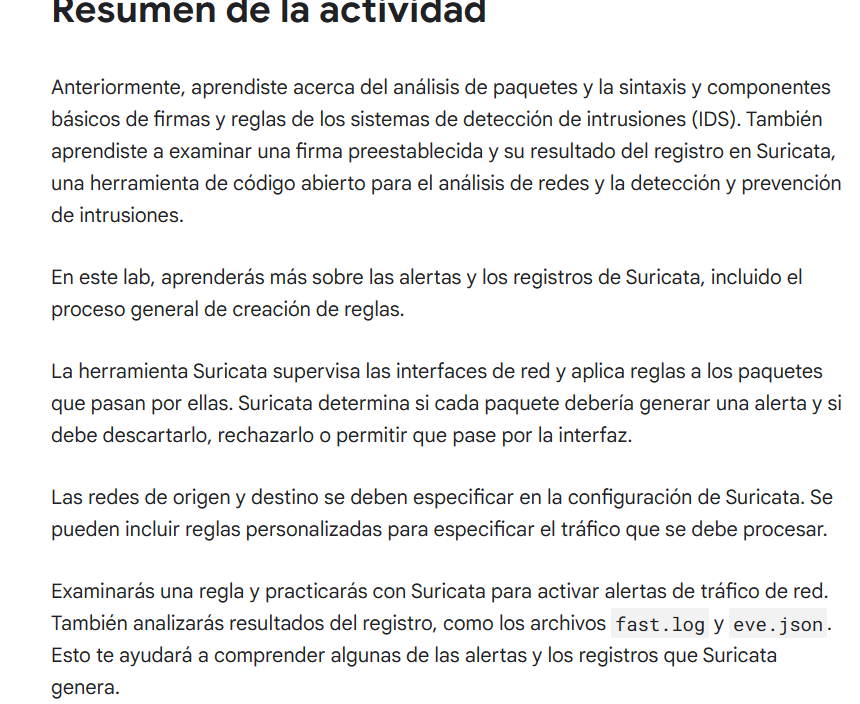 Resumen de la actividad
Anteriormente, aprendiste acerca del análisis de paquetes y la sintaxis y componentes
básicos de firmas y reglas de los sistemas de detección de intrusiones (IDS). También
aprendiste a examinar una firma preestablecida y su resultado del registro en Suricata,
una herramienta de código abierto para el análisis de redes y la detección y prevención
de intrusiones.
En este lab, aprenderás más sobre las alertas y los registros de Suricata, incluido el
proceso general de creación de reglas.
La herramienta Suricata supervisa las interfaces de red y aplica reglas a los paquetes
que pasan por ellas. Suricata determina si cada paquete debería generar una alerta y si
debe descartarlo, rechazarlo o permitir que pase por la interfaz.
Las redes de origen y destino se deben especificar en la configuración de Suricata. Se
pueden incluir reglas personalizadas para especificar el tráfico que se debe procesar.
Examinarás una regla y practicarás con Suricata para activar alertas de tráfico de red.
También analizarás resultados del registro, como los archivos fast.log y eve.json.
Esto te ayudará a comprender algunas de las alertas y los registros que Suricata
genera.